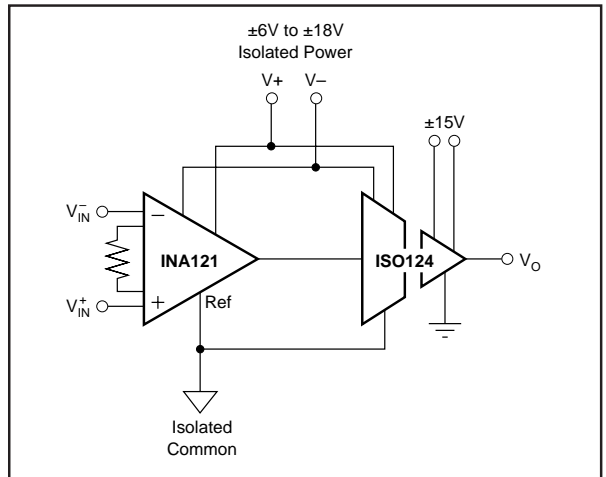 ±6V to ±18V
Isolated Power
V+ V–
±15V
V−IN
−
INA121
ISO124
VO
V+IN
+
Ref
Isolated
Common